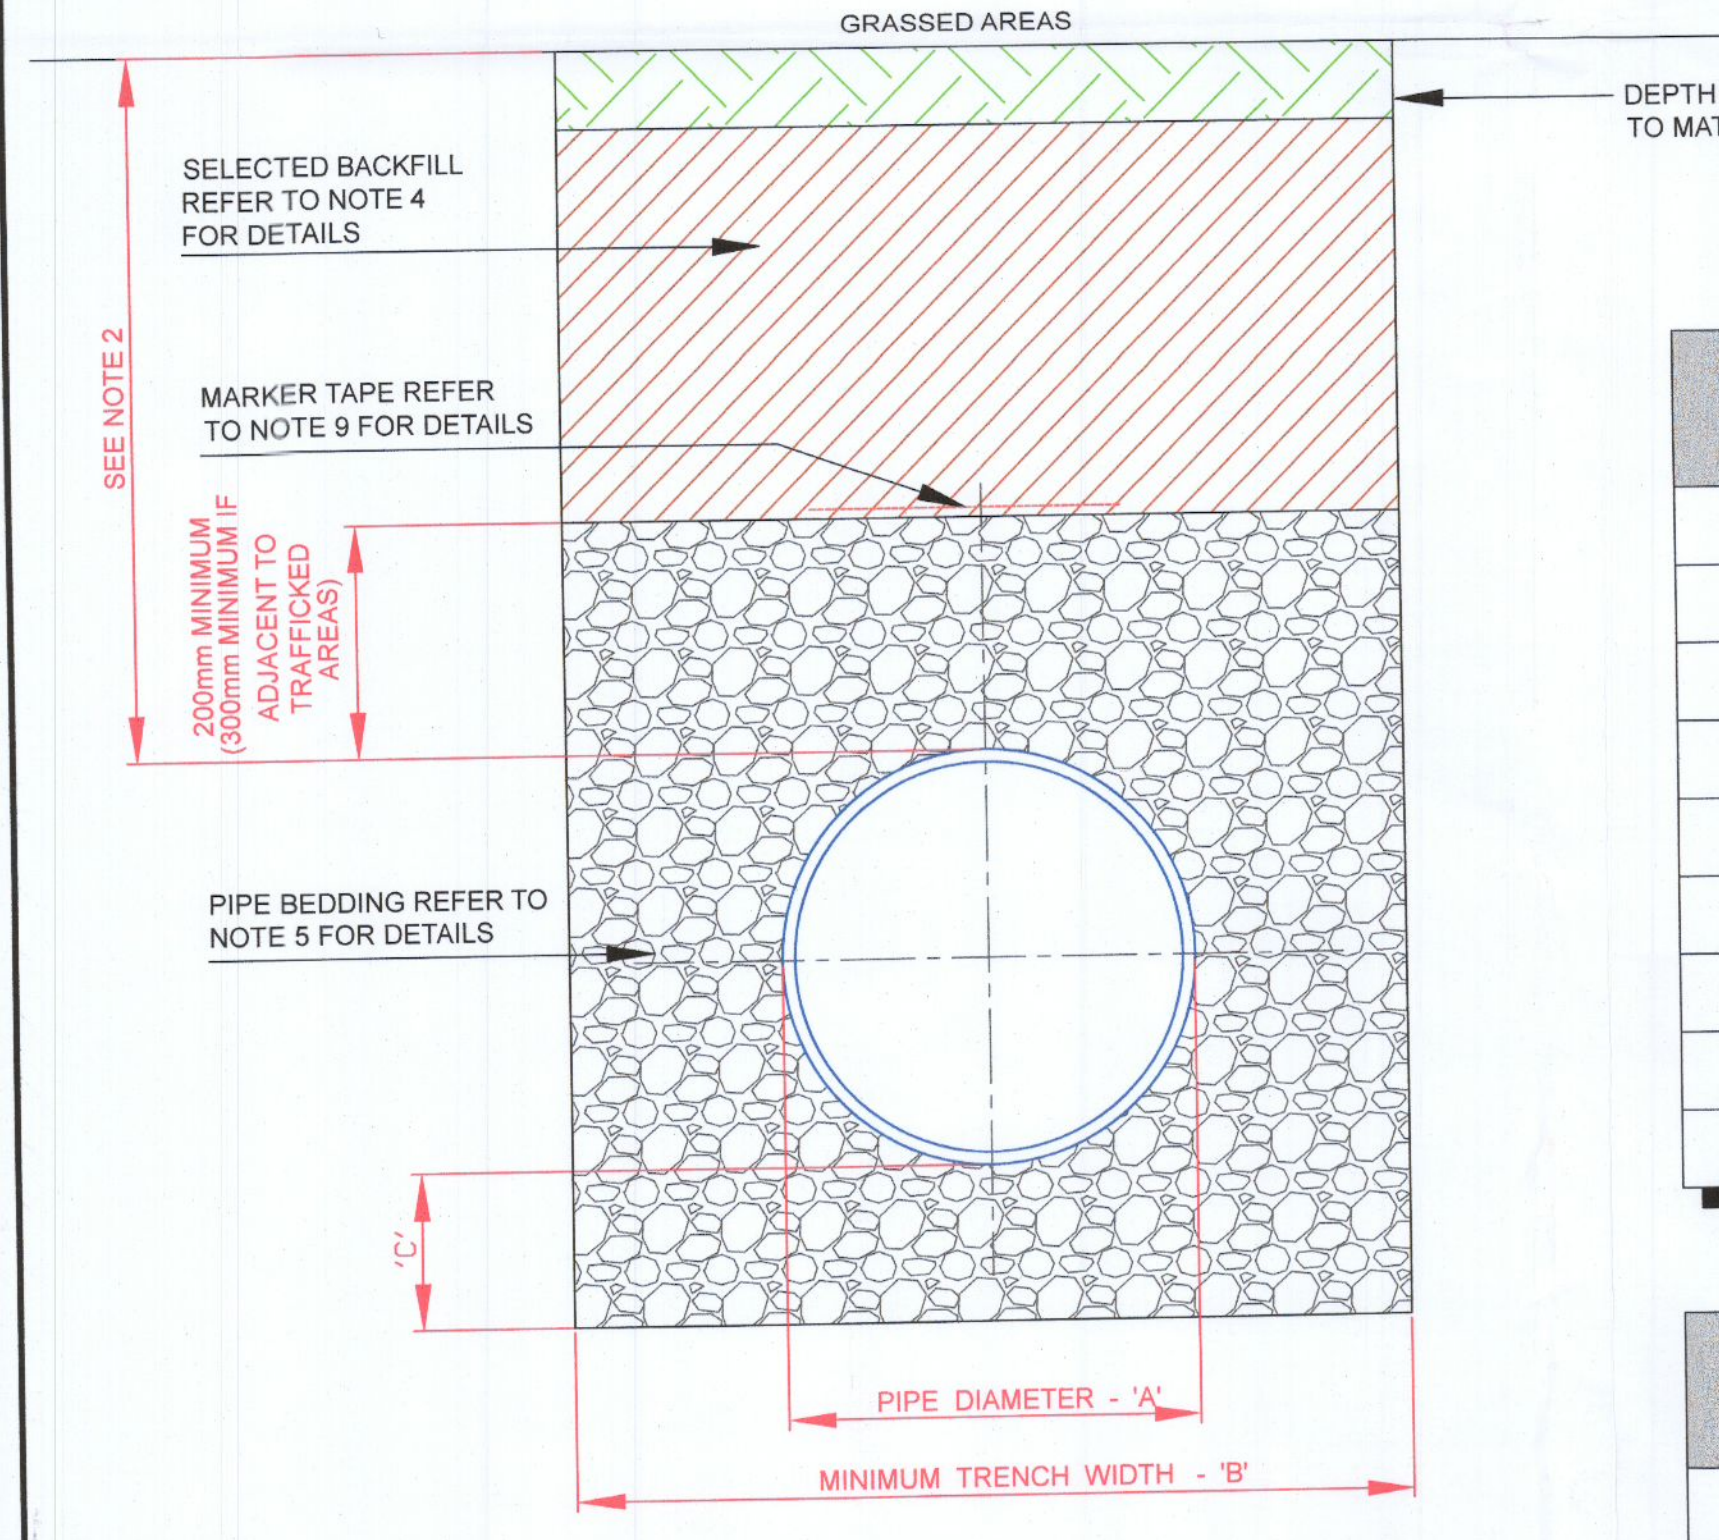 GRASSED AREAS
DEPTH
TO MAT
SELECTED BACKFILL
REFER TO NOTE 4
FOR DETAILS
SEE NOTE 2
MARKER TAPE REFER
TO NOTE 9 FOR DETAILS
200mm MINIMUM
(300mm MINIMUM IF
ADJACENT TO
TRAFFICKED
AREAS)
PIPE BEDDING REFER TO
NOTE 5 FOR DETAILS
'C'
PIPE DIAMETER - 'A'
MINIMUM TRENCH WIDTH - 'B'